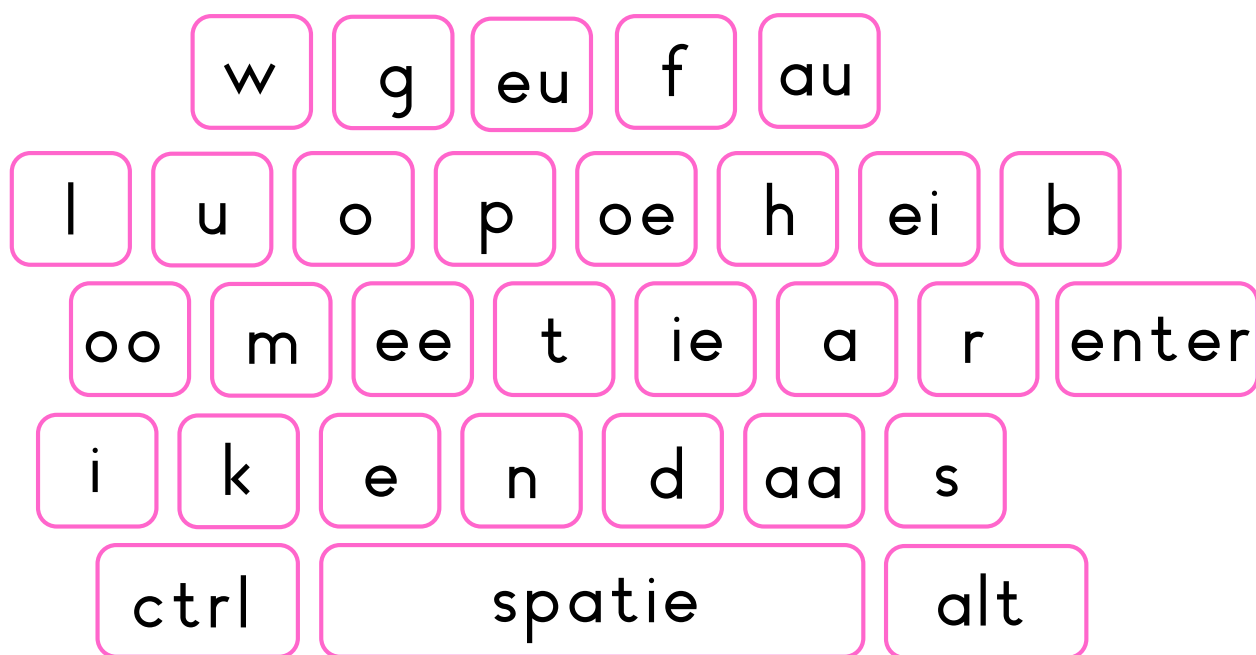 w g eu f au
l u o p oe h ei b
oo m ee t ie a r enter
i k e n d aa s
ctrl spatie alt